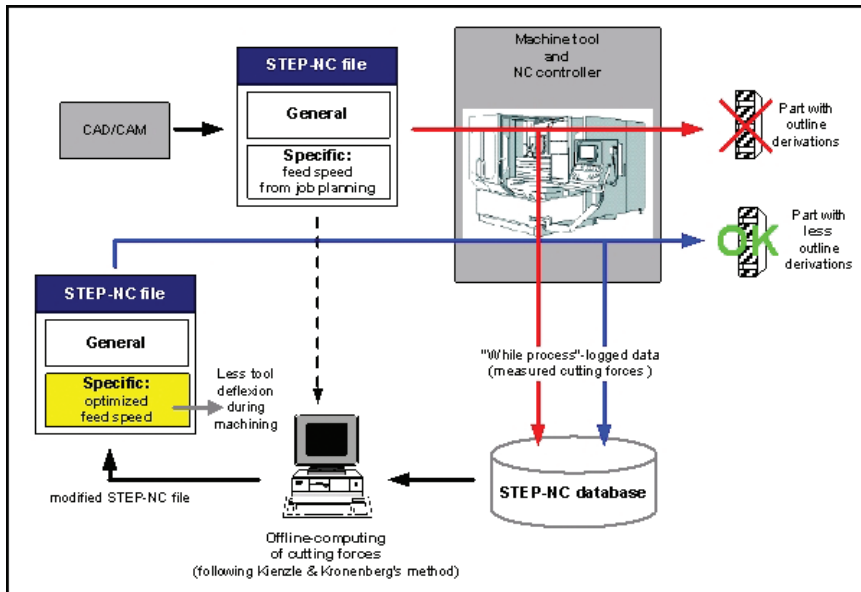 Machine tool
and
NC controller
STEP-NC file
General
Specific:
feed speed
from job planning
CAD/CAM
Part with
outline
derivations
OK
Part with
less
outline
derivations
STEP-NC file
General
Specific:
optimized
feed speed
Less tool
deflexion
during
machining
"While process"-logged data
(measured cutting forces )
STEP-NC database
modified STEP-NC file
Offline-computing
of cutting forces
(following Kienzle & Kronenberg's method)